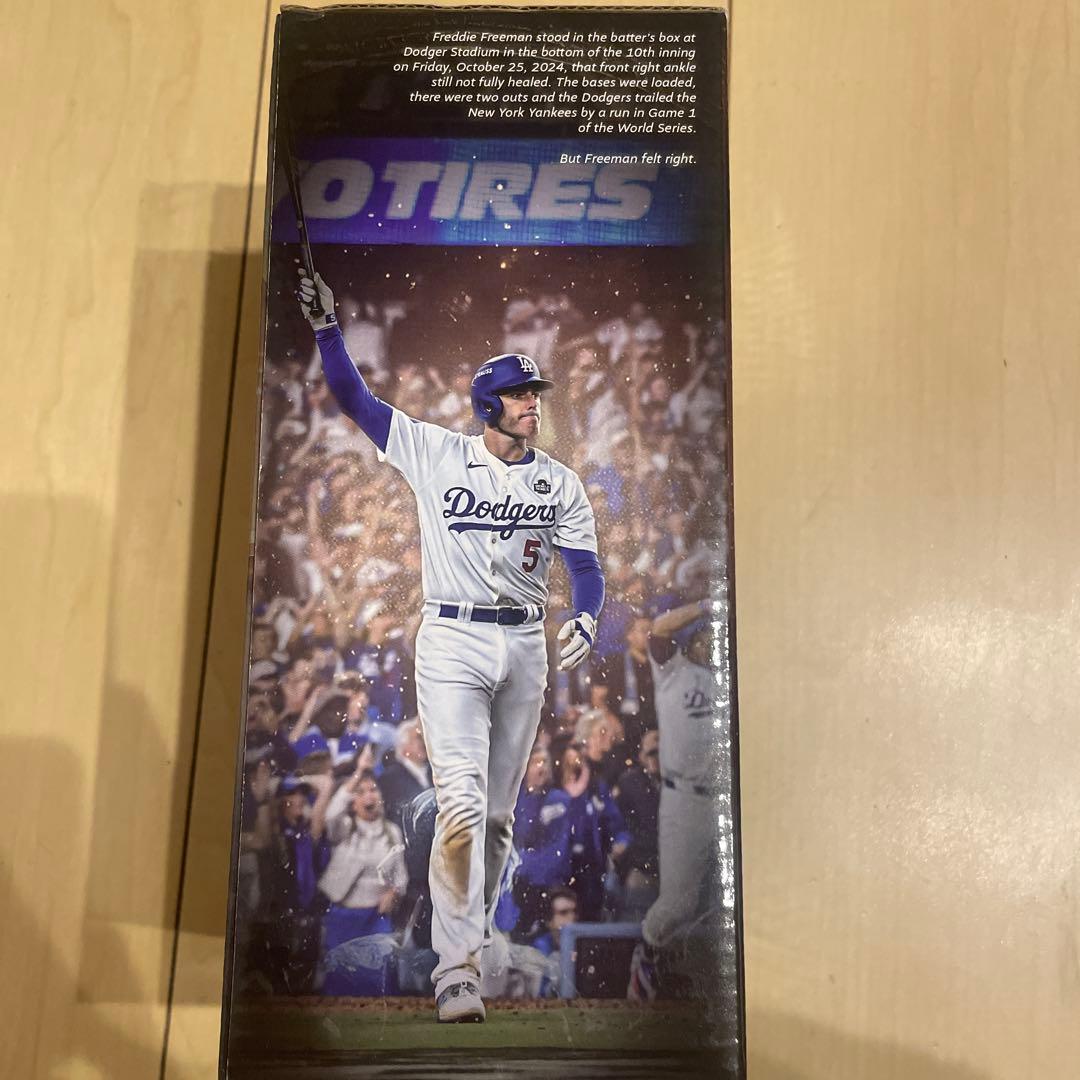 Freddie Freeman stood in the batter's box at
Dodger Stadium in the bottom of the 10th inning
on Friday, October 25, 2024, that front right ankle
still not fully healed. The bases were loaded,
there were two outs and the Dodgers trailed the
New York Yankees by a run in Game 1
of the World Series.
But Freeman felt right.
O TIRES
LA
Dodgers
5